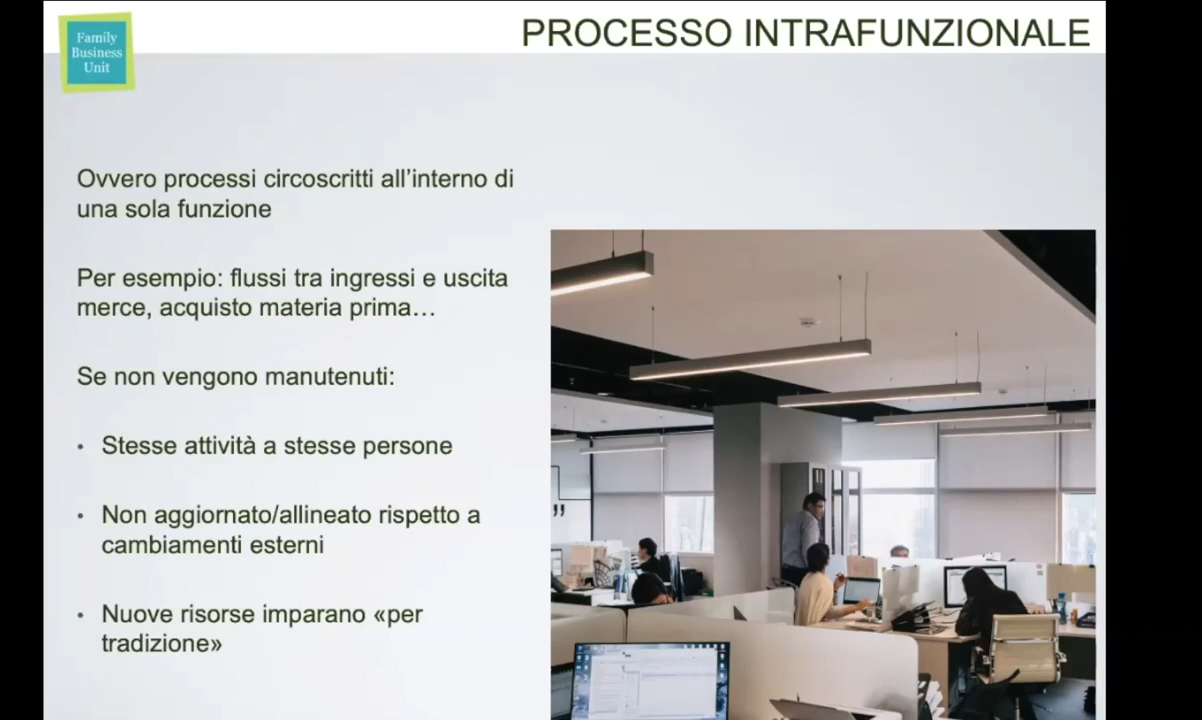 Family
Business
Unit
PROCESSO INTRAFUNZIONALE
Ovvero processi circoscritti all’interno di
una sola funzione
Per esempio: flussi tra ingressi e uscita
merce, acquisto materia prima…
Se non vengono manutenuti:
• Stesse attività a stesse persone
• Non aggiornato/allineato rispetto a
cambiamenti esterni
• Nuove risorse imparano «per
tradizione»